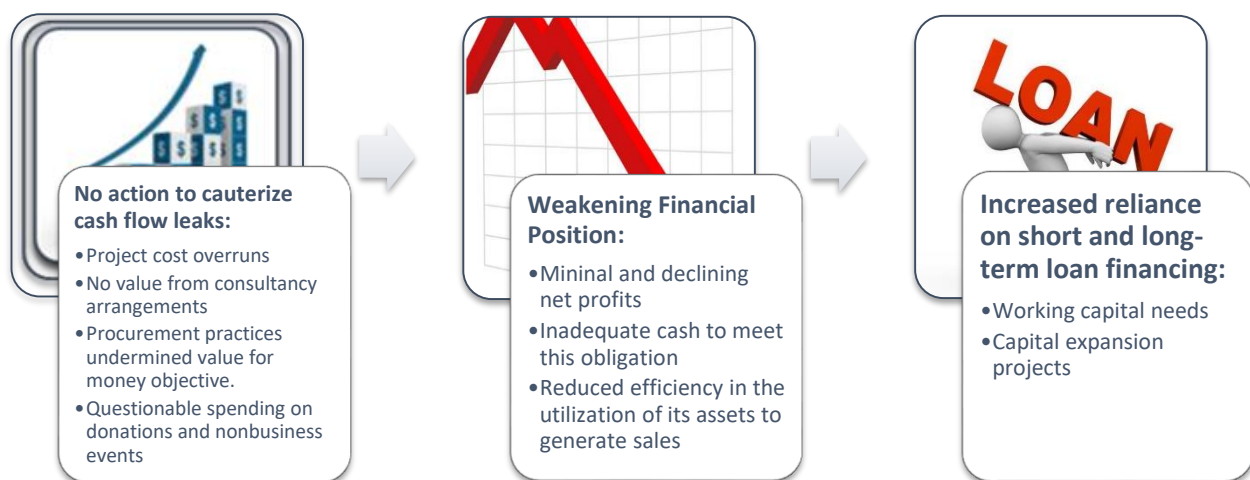 $ $ $ $ $ $ $
No action to cauterize
cash flow leaks:
•Project cost overruns
•No value from consultancy
arrangements
•Procurement practices
undermined value for
money objective.
•Questionable spending on
donations and nonbusiness
events
Weakening Financial
Position:
•Mininal and declining
net profits
•Inadequate cash to meet
this obligation
•Reduced efficiency in the
utilization of its assets to
generate sales
LOAN
Increased reliance
on short and long-
term loan financing:
•Working capital needs
•Capital expansion
projects